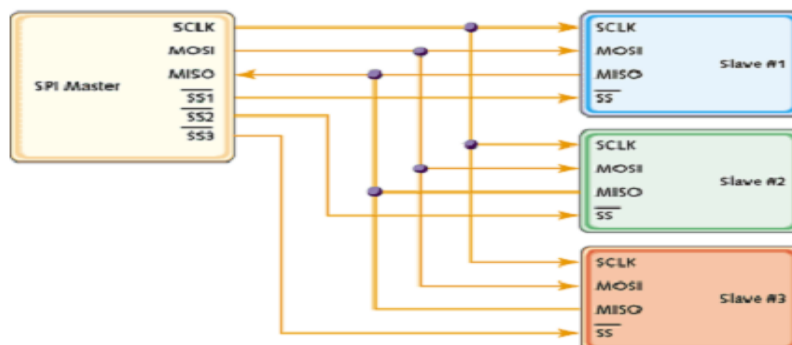 SCLK
MOSI
MISO
SPI Master
SS1
SS2
SS3
SCLK
MOSI
MISO
Slave #1
SS
SCLK
MOSI
MISO
Slave #2
SS
SCLK
MOSI
MISO
Slave #3
SS